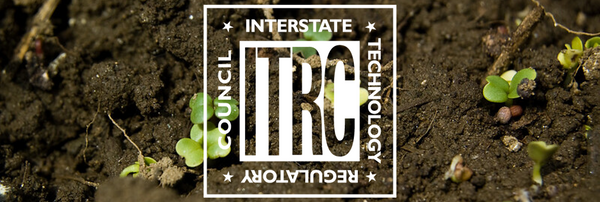 INTERSTATE
TECHNOLOGY
REGULATORY
COUNCIL
ITRC